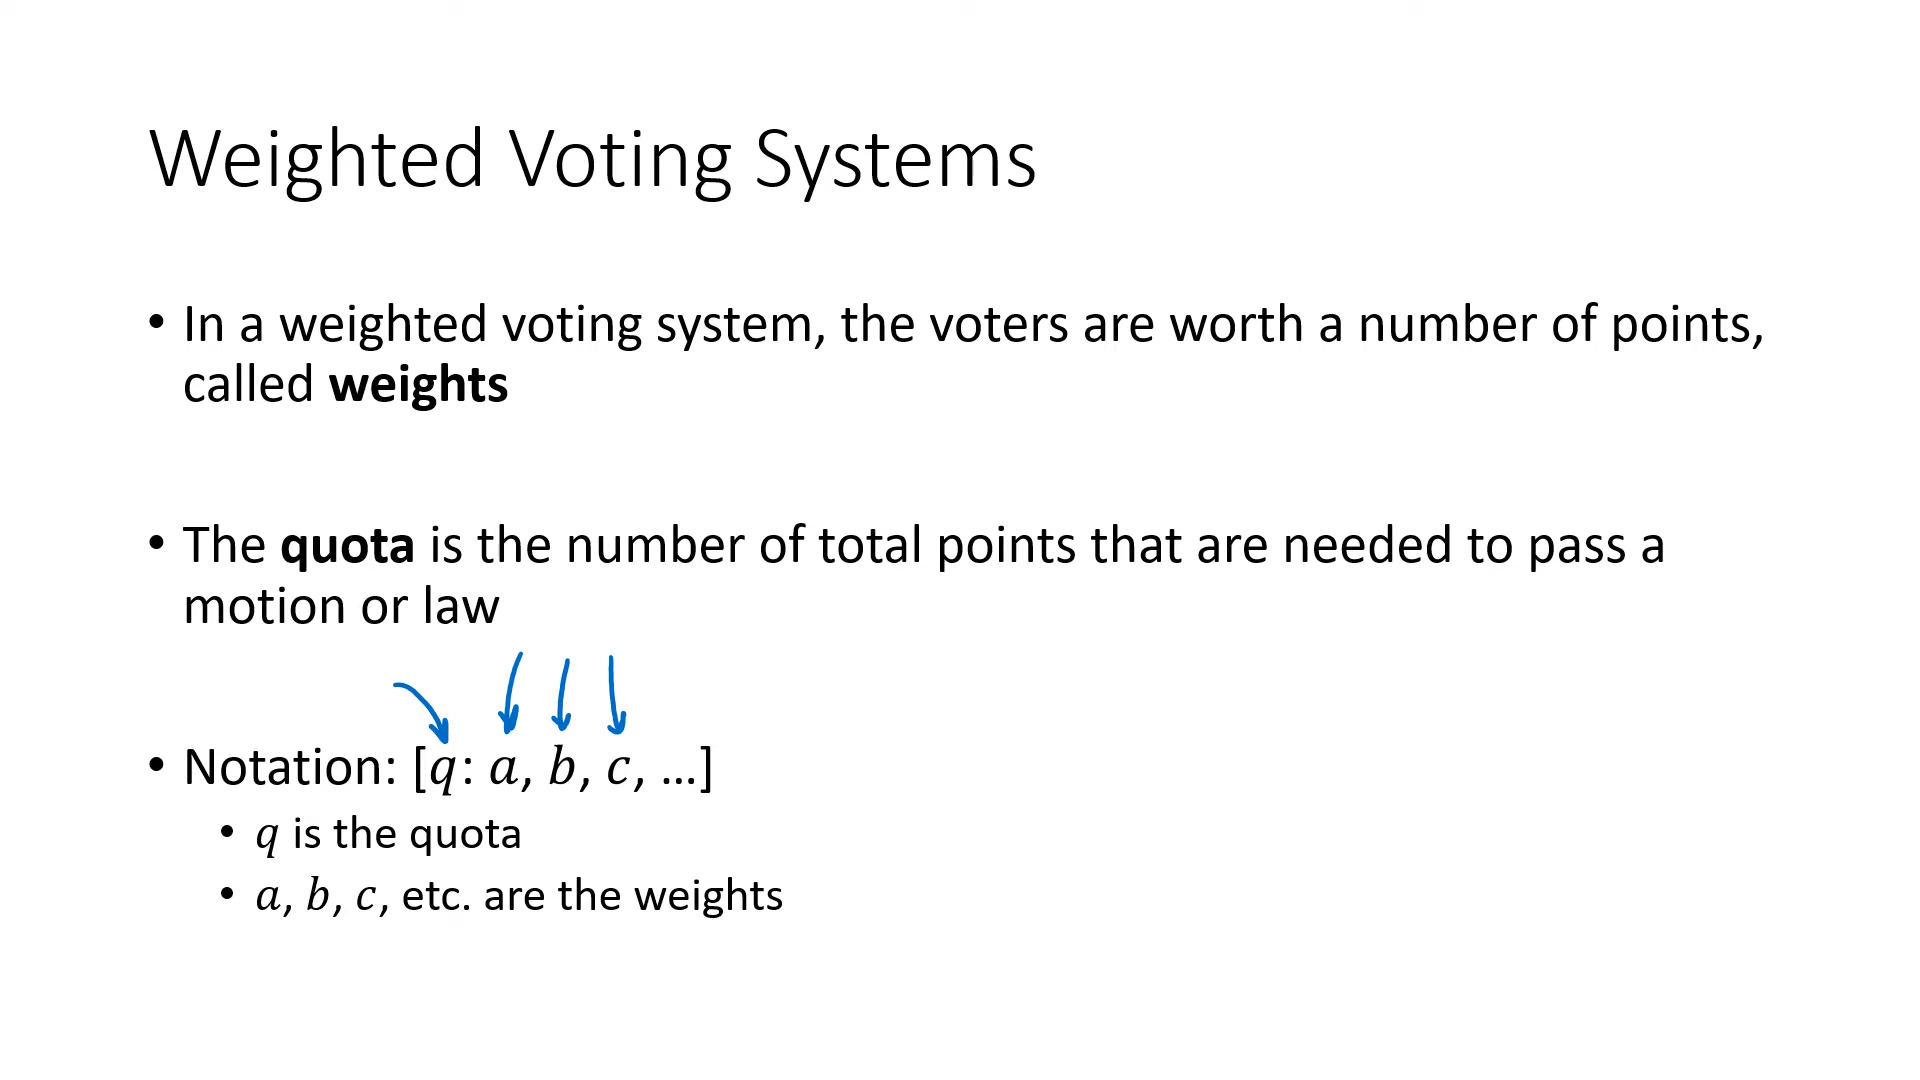 Weighted Voting Systems
• In a weighted voting system, the voters are worth a number of points,
called weights
• The quota is the number of total points that are needed to pass a
motion or law
• Notation: [q: a, b, c, …]
• q is the quota
• a, b, c, etc. are the weights